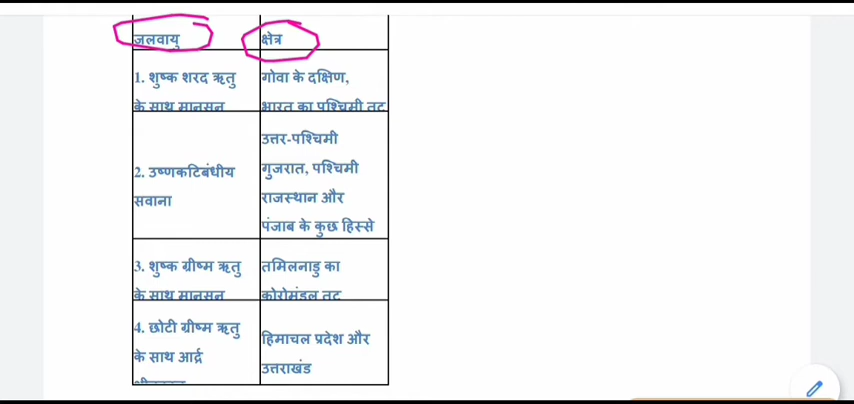 जलवायु
क्षेत्र
1. शुष्क शरद ऋतु
के साथ मानसून
गोवा के दक्षिण,
भारत का पश्चिमी तट
2. उष्णकटिबंधीय
सवाना
उत्तर-पश्चिमी
गुजरात, पश्चिमी
राजस्थान और
पंजाब के कुछ हिस्से
3. शुष्क ग्रीष्म ऋतु
के साथ मानसून
तमिलनाडु का
कोरोमंडल तट
4. छोटी ग्रीष्म ऋतु
के साथ आर्द्र
हिमाचल प्रदेश और
उत्तराखंड